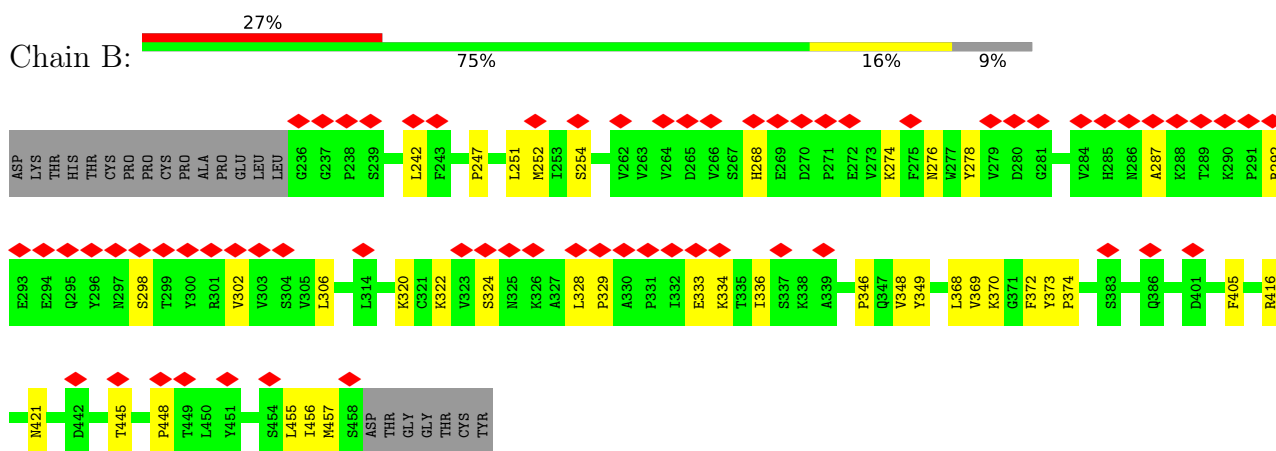 27%
Chain B:
75% 16% 9%
ASP LYS THR HIS THR CYS PRO PRO CYS PRO ALA PRO GLU LEU LEU G236 G237 P238 S239 L242 F243 P247 L251 M252 I253 S254 V262 V263 V264 D265 V266 S267 H268 E269 D270 P271 E272 V273 K274 F275 N276 W277 Y278 V279 D280 G281 V284 H285 N286 A287 K288 T289 K290 P291 R292
E293 E294 Q295 Y296 N297 S298 T299 Y300 R301 V302 V303 S304 V305 L306 L314 K320 C321 K322 V323 S324 N325 K326 A327 L328 P329 A330 P331 I332 E333 K334 T335 I336 S337 K338 A399 P346 Q347 V348 Y349 L368 V369 K370 G371 F372 Y373 P374 S383 Q386 D401 F405 R416
N421 D442 T445 P448 T449 L450 Y451 S454 L455 I456 M457 S458 ASP THR GLY GLY THR CYS TYR